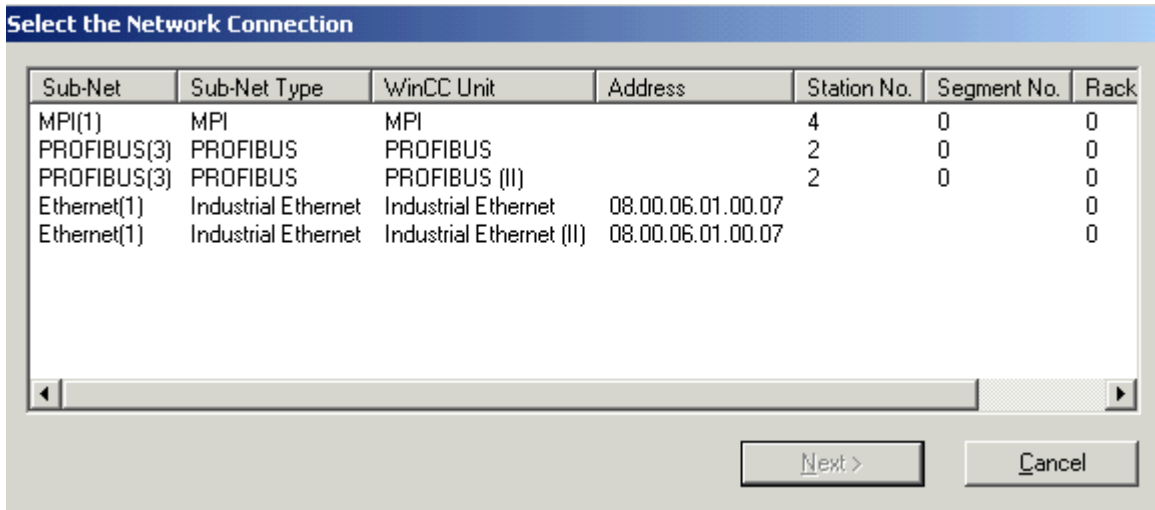 Select the Network Connection
Sub-Net Sub-Net Type WinCC Unit Address Station No. Segment No. Rack
MPI(1) MPI MPI 4 0 0
PROFIBUS(3) PROFIBUS PROFIBUS 2 0 0
PROFIBUS(3) PROFIBUS PROFIBUS (II) 2 0 0
Ethernet(1) Industrial Ethernet Industrial Ethernet 08.00.06.01.00.07 0
Ethernet(1) Industrial Ethernet Industrial Ethernet (II) 08.00.06.01.00.07 0
Next > Cancel